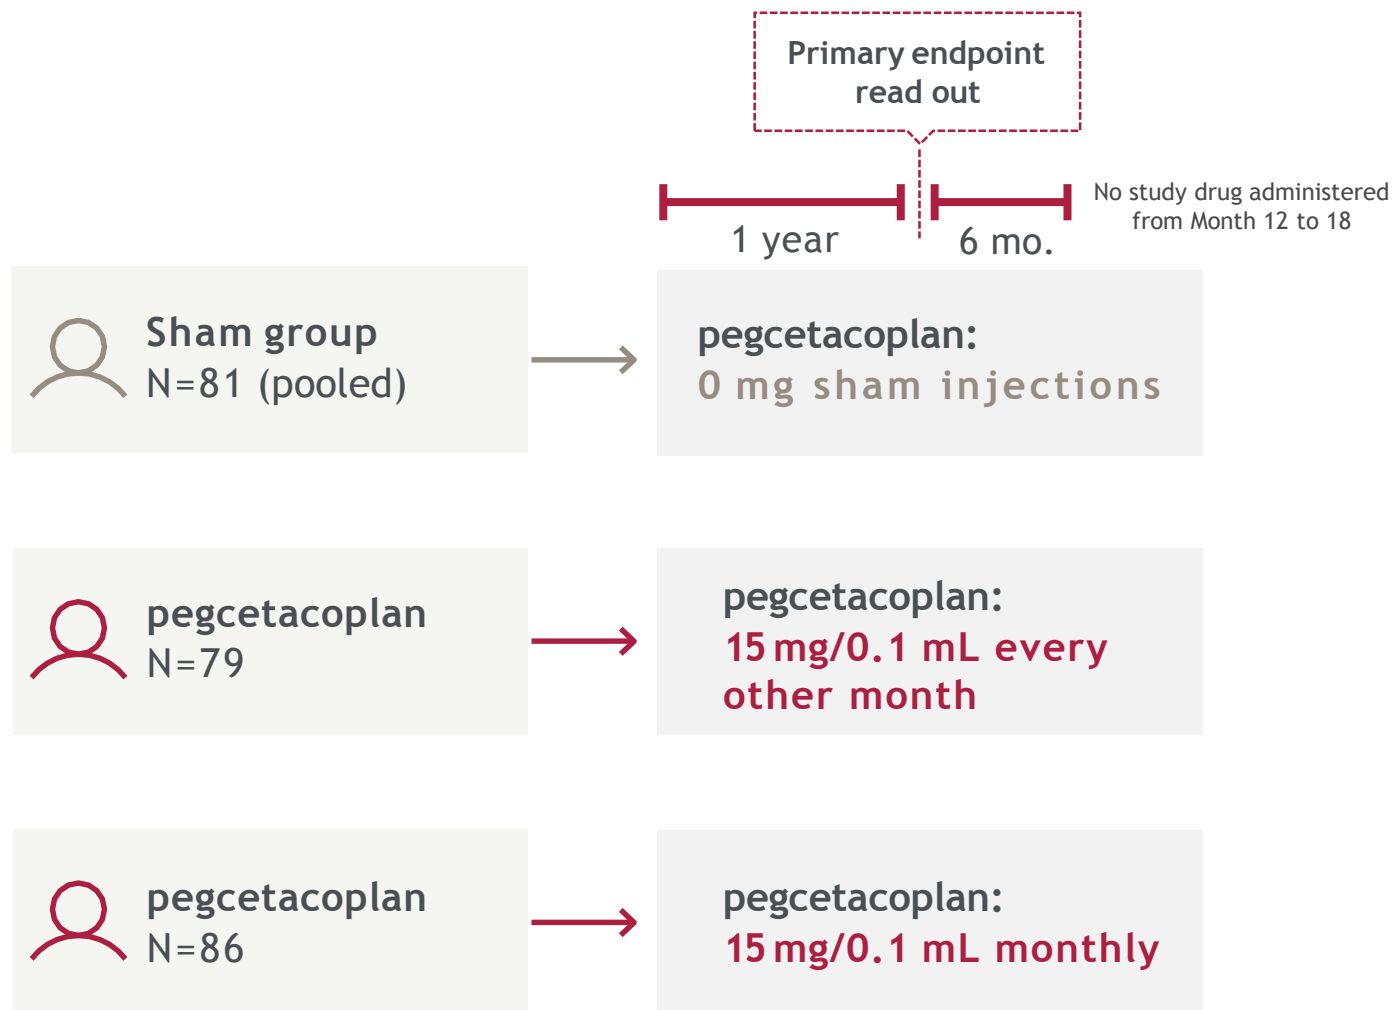 Primary endpoint
read out
No study drug administered
from Month 12 to 18
1 year
6 mo.
Sham group
N=81 (pooled)
pegcetacoplan:
0 mg sham injections
pegcetacoplan
N=79
pegcetacoplan:
15 mg/0.1 mL every
other month
pegcetacoplan
N=86
pegcetacoplan:
15 mg/0.1 mL monthly